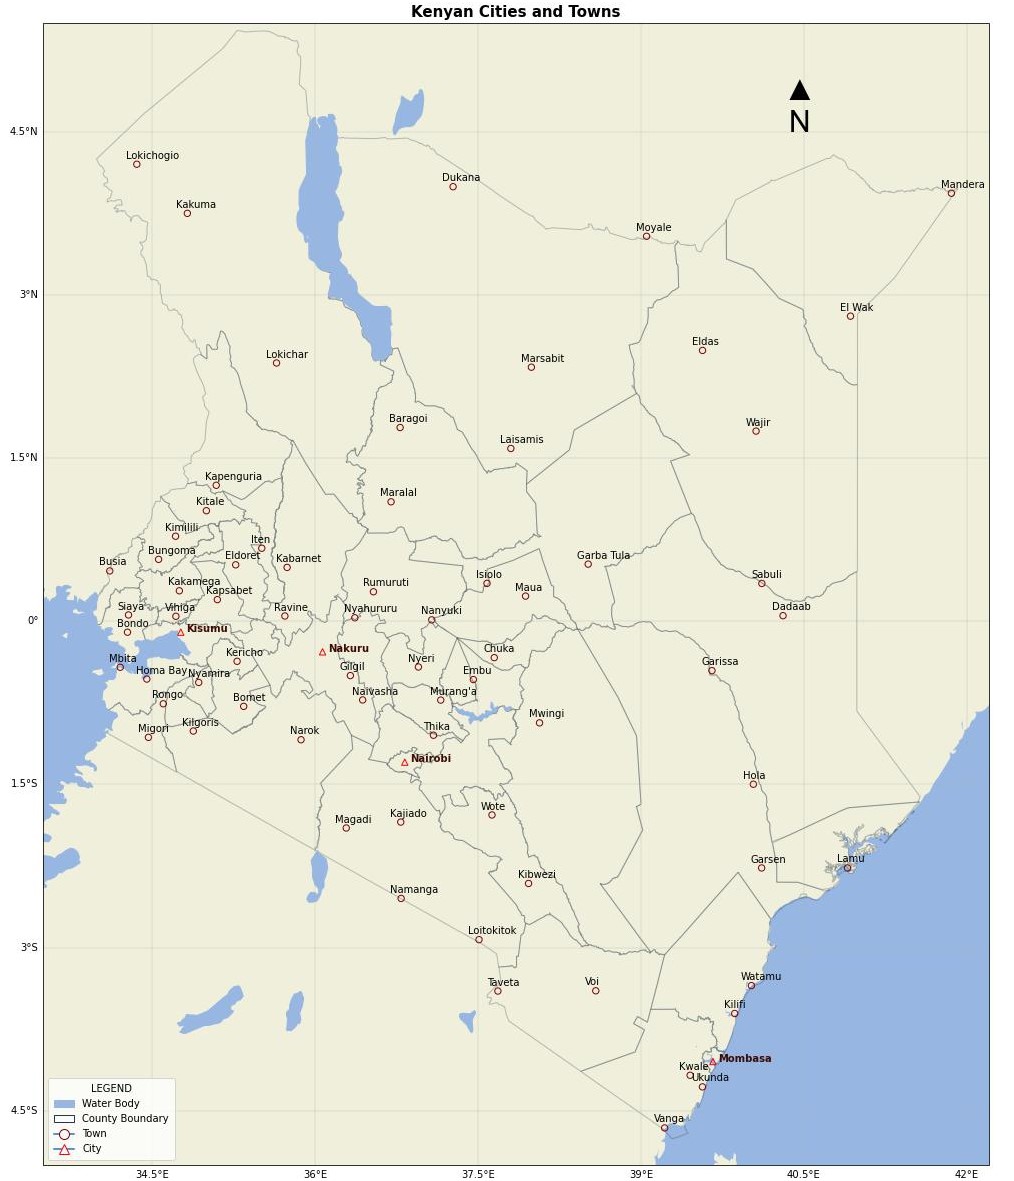 Kenyan Cities and Towns
N
4.5°N
Lokichogio
Dukana
Mandera
Kakuma
Moyale
3°N
El Wak
Eldas
Lokichar
Marsabit
Baragoi
Wajir
Laisamis
1.5°N
Kapenguria
Maralal
Kitale
Kimilili
Iten
Bungoma
Eldoret
Kabarnet
Garba Tula
Busia
Isiolo
Sabuli
Kakamega
Rumuruti
Kapsabet
Maua
Siaya
Vihiga
Ravine
Nyahururu
Nanyuki
Dadaab
0°
Bondo
Kisumu
Nakuru
Chuka
Kericho
Mbita
Nyeri
Garissa
Homa Bay
Nyamira
Gilgil
Embu
Rongo
Bomet
Naivasha
Murang'a
Mwingi
Migori
Kilgoris
Narok
Thika
Nairobi
Hola
1.5°S
Wote
Magadi
Kajiado
Garsen
Lamu
Kibwezi
Namanga
Loitokitok
3°S
Taveta
Voi
Watamu
Kilifi
Mombasa
Kwale
Ukunda
LEGEND
Water Body
County Boundary
Town
City
4.5°S
Vanga
34.5°E
36°E
37.5°E
39°E
40.5°E
42°E